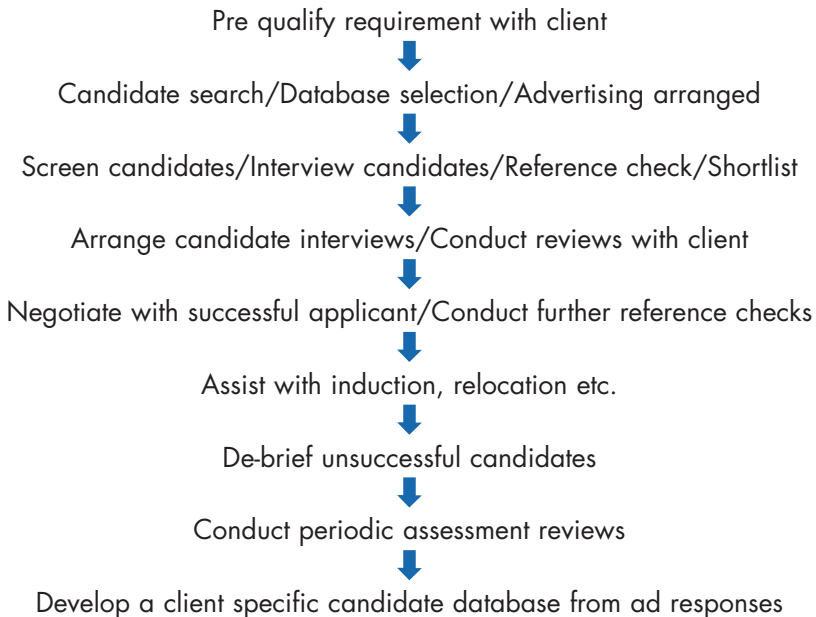 Pre qualify requirement with client
Candidate search/Database selection/Advertising arranged
Screen candidates/Interview candidates/Reference check/Shortlist
Arrange candidate interviews/Conduct reviews with client
Negotiate with successful applicant/Conduct further reference checks
Assist with induction, relocation etc.
De-brief unsuccessful candidates
Conduct periodic assessment reviews
Develop a client specific candidate database from ad responses